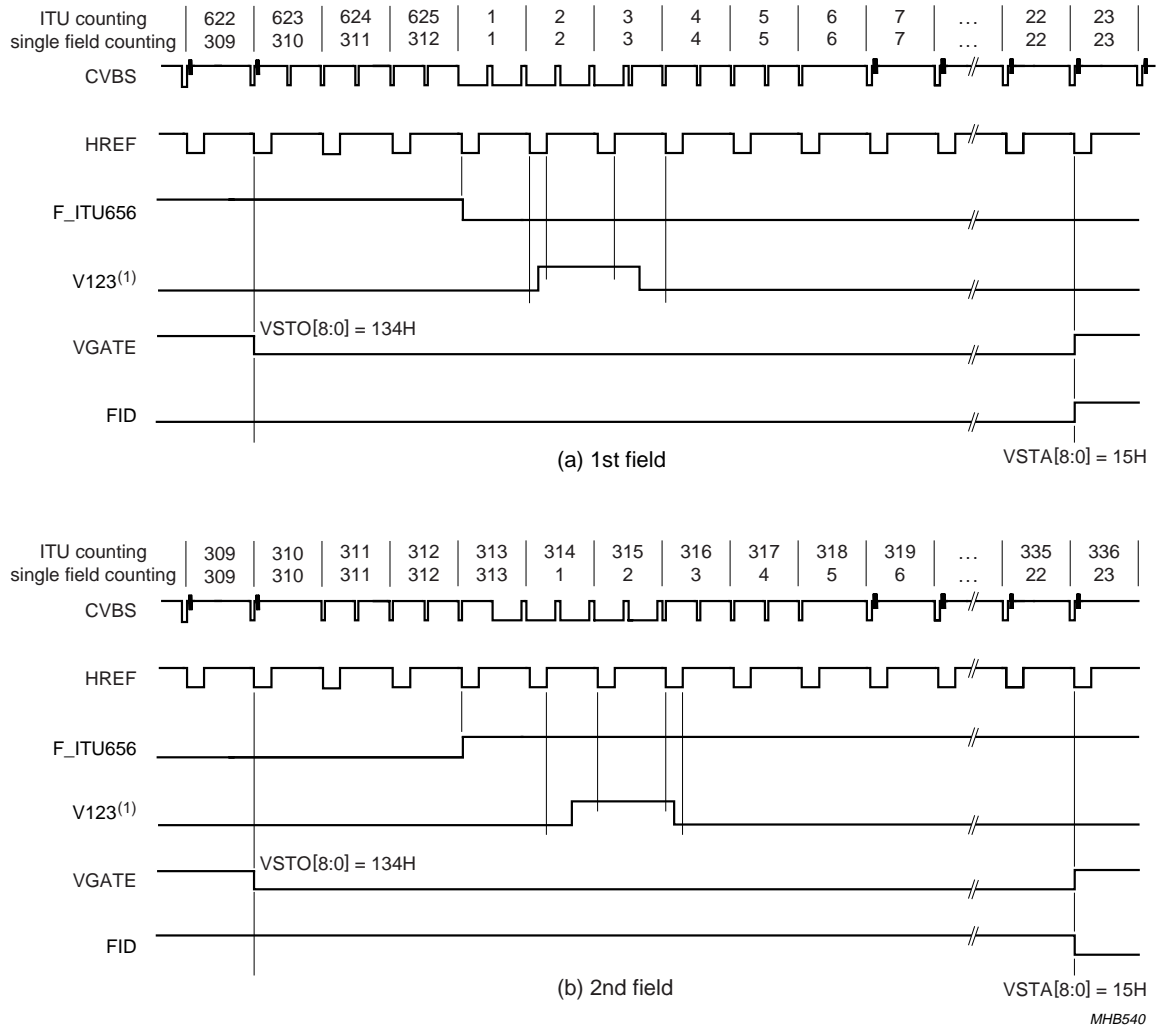 ITU counting 622 623 624 625 1 2 3 4 5 6 7 ... 22 23
single field counting 309 310 311 312 1 2 3 4 5 6 7 ... 22 23
CVBS
HREF
F_ITU656
V123(1)
VSTO[8:0] = 134H
VGATE
FID
(a) 1st field
VSTA[8:0] = 15H
ITU counting 309 310 311 312 313 314 315 316 317 318 319 ... 335 336
single field counting 309 310 311 312 313 1 2 3 4 5 6 ... 22 23
CVBS
HREF
F_ITU656
V123(1)
VSTO[8:0] = 134H
VGATE
FID
(b) 2nd field
VSTA[8:0] = 15H
MHB540